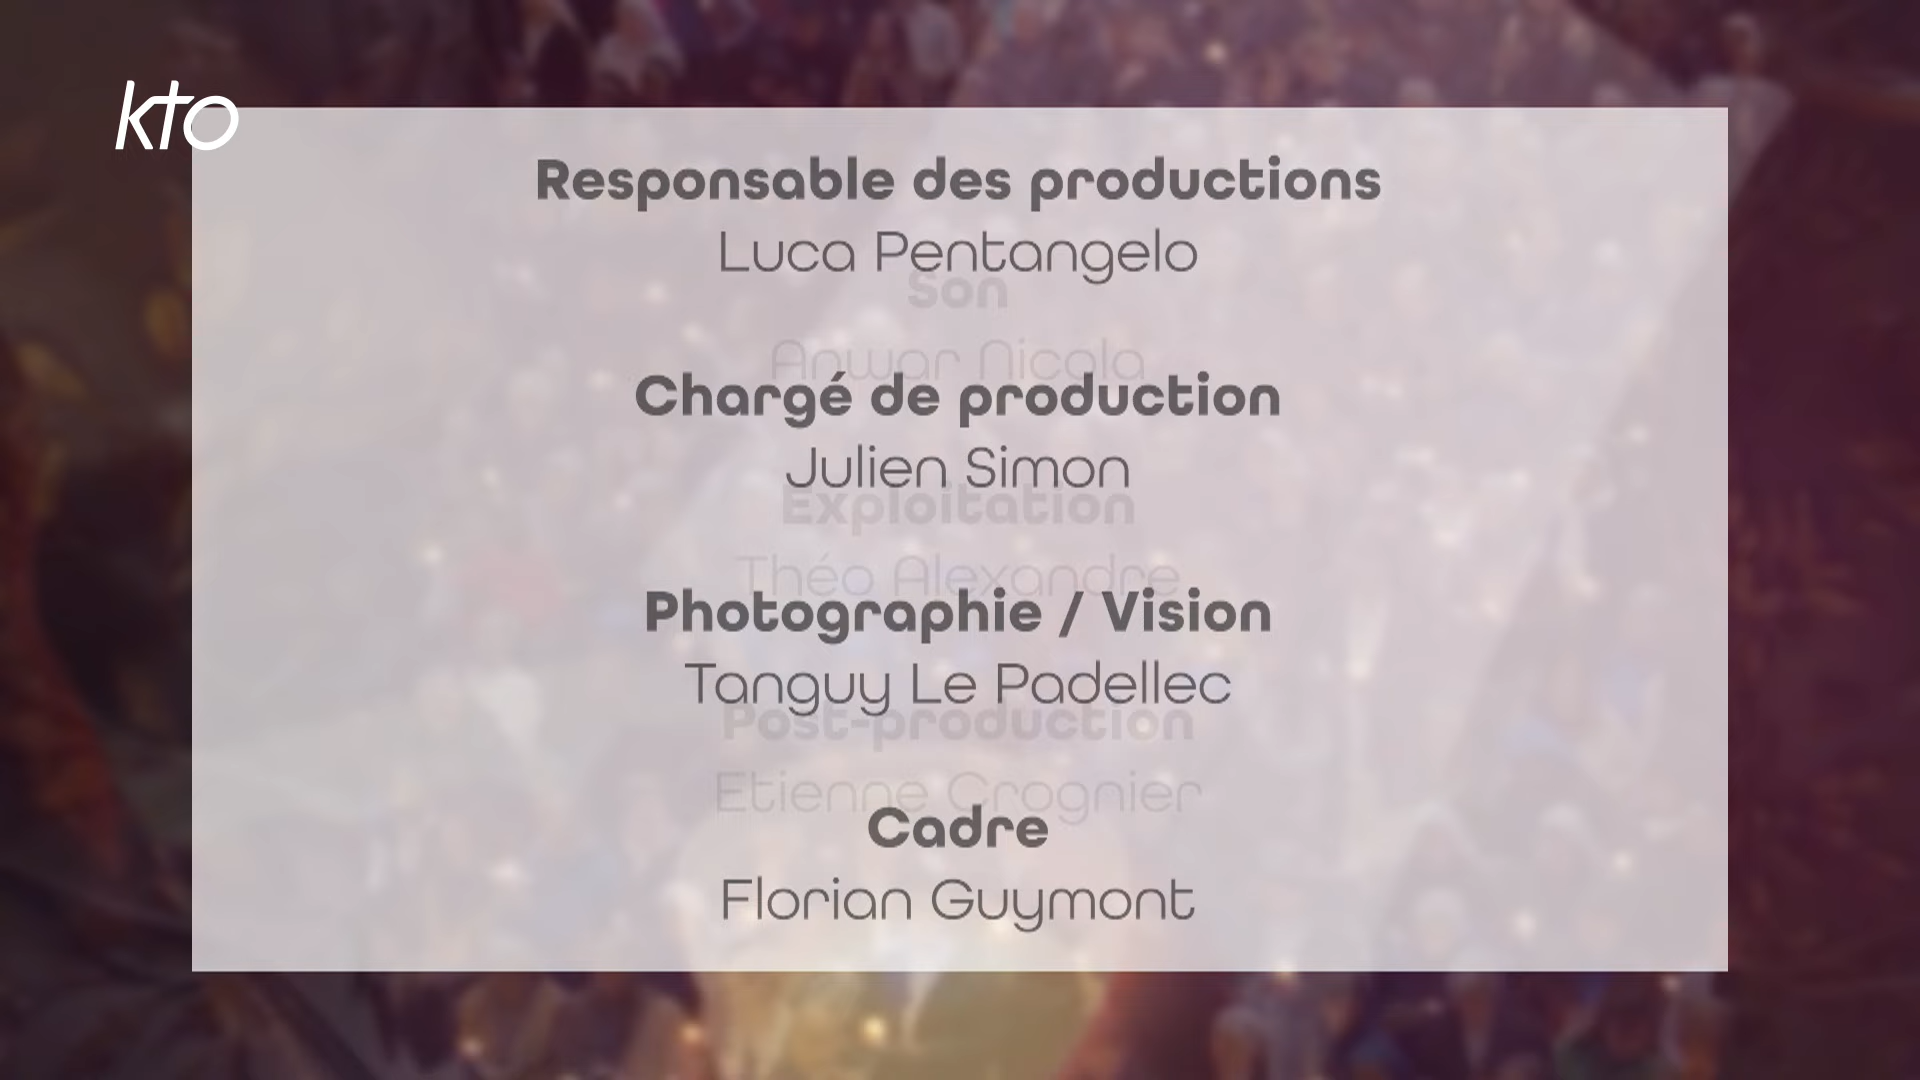 kto
Responsable des productions
Luca Pentangelo
Son
Anwar Nicola
Chargé de production
Julien Simon
Exploitation
Théo Alexandre
Photographie / Vision
Tanguy Le Padellec
Post-production
Etienne Grognier
Cadre
Florian Guymont